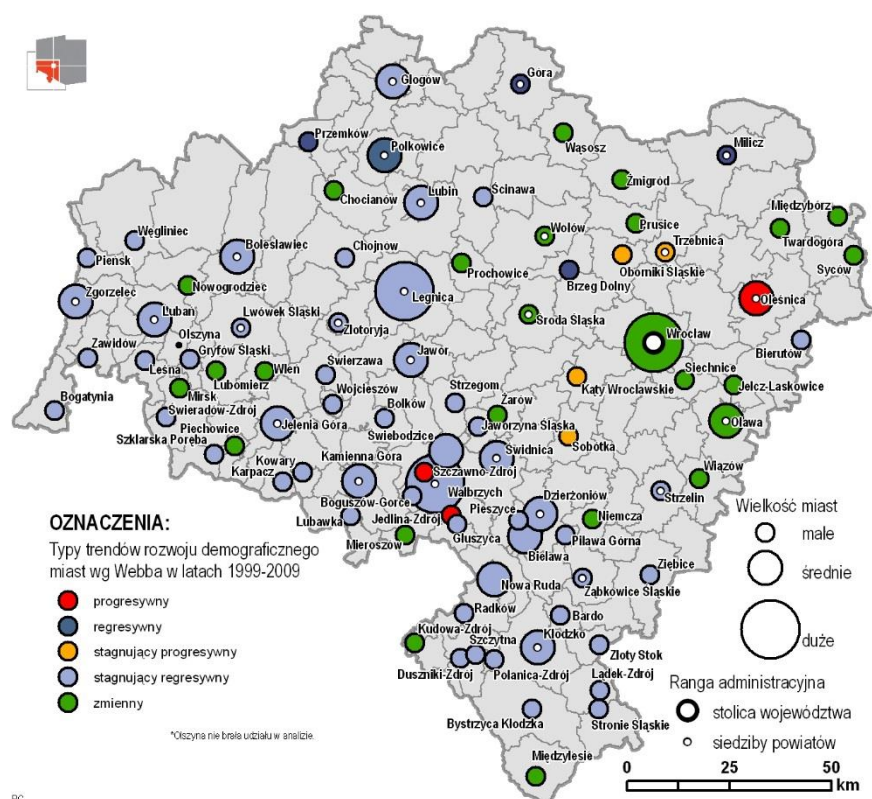 Głogów
Góra
Przemków
Polkowice
Wąsosz
Milicz
Chocianów
Lubin
Ścinawa
Żmigród
Międzybórz
Węgliniec
Bolesławiec
Chojnów
Wołów
Prusice
Trzebnica
Twardogóra
Pieńsk
Prochowice
Oborniki Śląskie
Syców
Nowogrodziec
Brzeg Dolny
Zgorzelec
Legnica
Oleśnica
Lubań
Lwówek Śląski
Złotoryja
Środa Śląska
Wrocław
Olszyna
Zawidów
Gryfów Śląski
Jawor
Bierutów
Leśna
Świerzawa
Siechnice
Lubomierz
Wleń
Kąty Wrocławskie
Jelcz-Laskowice
Bogatynia
Mirsk
Wojcieszów
Strzegom
Żarów
Świeradów-Zdrój
Bolków
Jaworzyna Śląska
Oława
Piechowice
Jelenia Góra
Świebodzice
Sobótka
Szklarska Poręba
Kamienna Góra
Świdnica
Kowary
Szczawno-Zdrój
Wiązów
Karpacz
Wałbrzych
Strzelin
Boguszów-Gorce
Dzierżoniów
Lubawka
Jedlina-Zdrój
Pieszyce
Niemcza
Głuszyca
Mieroszów
Piława Górna
Bielawa
Ziębice
Nowa Ruda
Ząbkowice Śląskie
Radków
Bardo
Kudowa-Zdrój
Szczytna
Kłodzko
Złoty Stok
Duszniki-Zdrój
Polanica-Zdrój
Lądek-Zdrój
Bystrzyca Kłodzka
Stronie Śląskie
Międzylesie
OZNACZENIA:
Typy trendów rozwoju demograficznego
miast wg Webba w latach 1999-2009
progresywny
regresywny
stagnujący progresywny
stagnujący regresywny
zmienny
*Olszyna nie brała udziału w analizie.
Wielkość miast
małe
średnie
duże
Ranga administracyjna
stolica województwa
siedziby powiatów
0 25 50
km